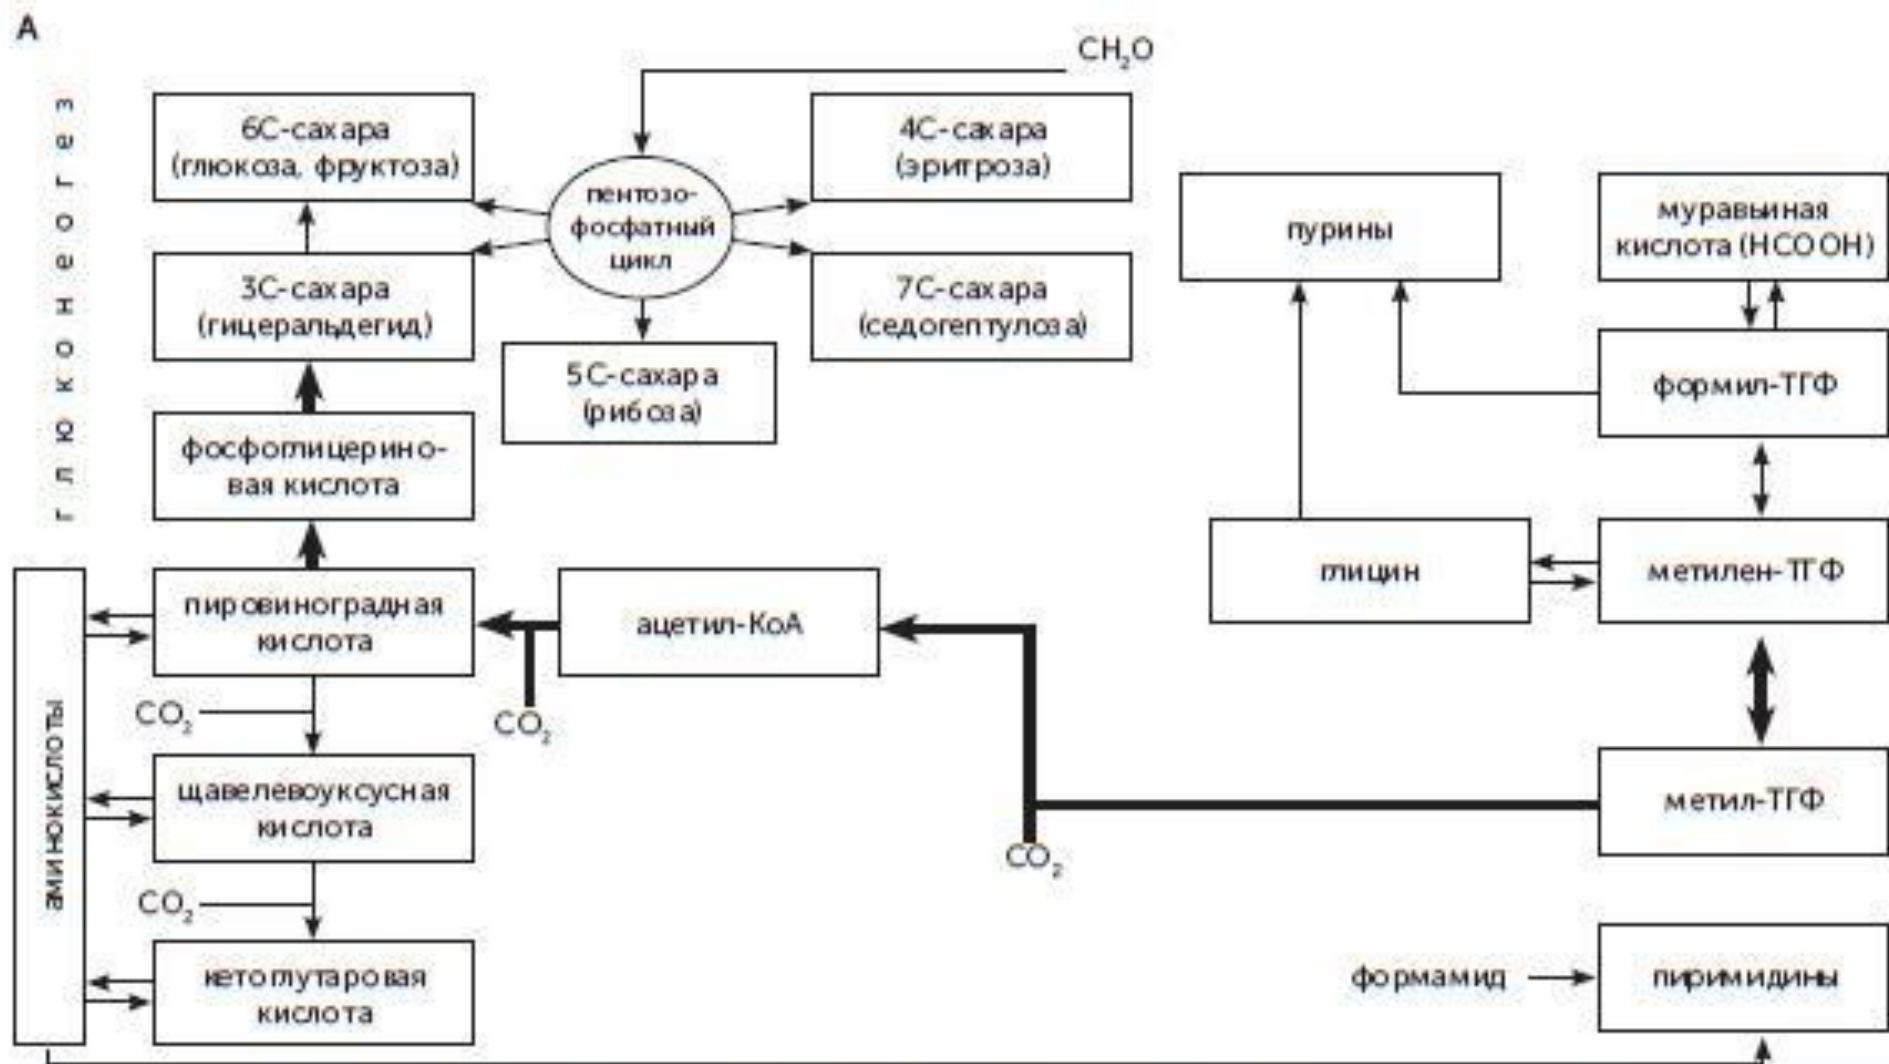 А
CH₂O
глюконеогез
6С-сахара
(глюкоза, фруктоза)
пентозо-
фосфатный
цикл
4С-сахара
(эритроза)
3С-сахара
(гицеральдегид)
7С-сахара
(седогептулоза)
5С-сахара
(рибоза)
фосфоглицерино-
вая кислота
пурины
муравьиная
кислота (HCOOH)
формил-ТГФ
глицин
метилен-ТГФ
аминокислоты
пировиноградная
кислота
ацетил-КоА
CO₂
CO₂
щавелевоуксусная
кислота
метил-ТГФ
CO₂
CO₂
кетоглутаровая
кислота
формамид
пиримидины